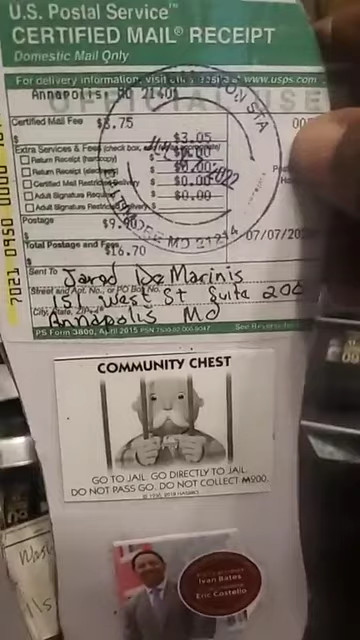 U.S. Postal Service™
CERTIFIED MAIL® RECEIPT
Domestic Mail Only
For delivery information, visit our website www.usps.com
Annapolis, MD 21401
OFFICIAL USE
Certified Mail Fee $3.75
$3.05
Extra Services & Fees (check box, add fee as appropriate)
Return Receipt (hardcopy) $ $0.00
Return Receipt (electronic) $ $0.00
Certified Mail Restricted Delivery $ $0.00
Adult Signature Required $ $0.00
Adult Signature Restricted Delivery $
Postage $9.90
07/07/202
Total Postage and Fees
$16.70
Sent To Jared DeMarinis
Street and Apt. No., or PO Box No.
151 West St Suite 200
City, State, ZIP+4®
Annapolis MD
PS Form 3800, April 2015 PSN 7530-02-000-9047 See Reverse for
7021 0950 0000
COMMUNITY CHEST
GO TO JAIL. GO DIRECTLY TO JAIL.
DO NOT PASS GO. DO NOT COLLECT M200.
Ivan Bates
Eric Costello